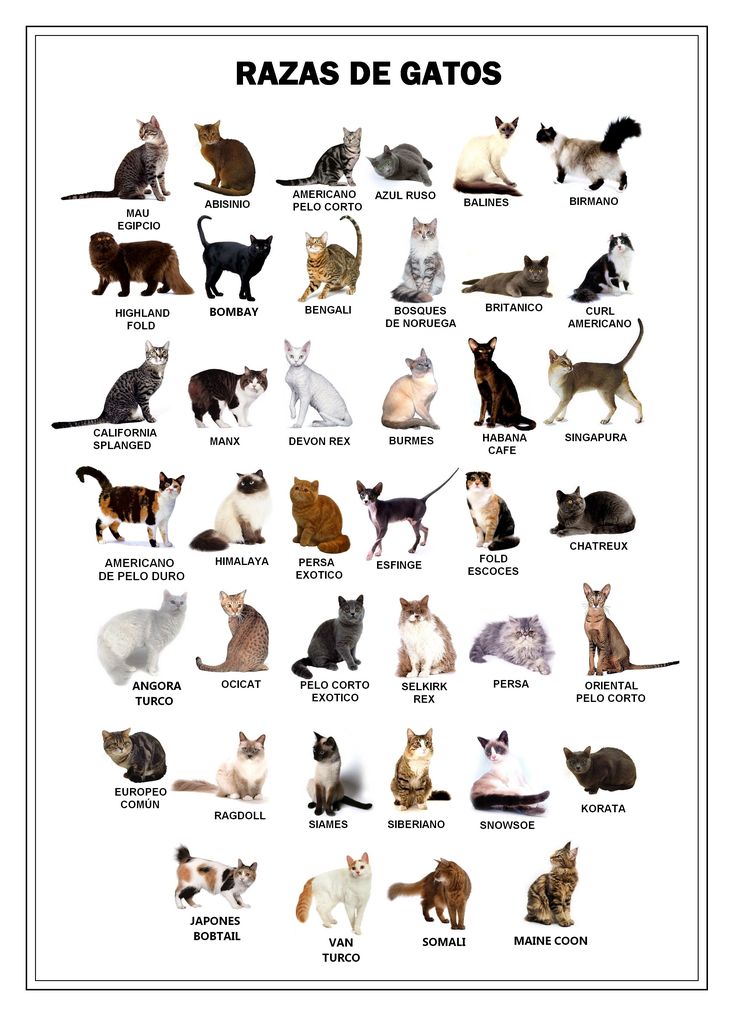 RAZAS DE GATOS
MAU
EGIPCIO
ABISINIO
AMERICANO
PELO CORTO
AZUL RUSO
BALINES
BIRMANO
HIGHLAND
FOLD
BOMBAY
BENGALI
BOSQUES
DE NORUEGA
BRITANICO
CURL
AMERICANO
CALIFORNIA
SPLANGED
MANX
DEVON REX
BURMES
HABANA
CAFE
SINGAPURA
AMERICANO
DE PELO DURO
HIMALAYA
PERSA
EXOTICO
ESFINGE
FOLD
ESCOCES
CHATREUX
ANGORA
TURCO
OCICAT
PELO CORTO
EXOTICO
SELKIRK
REX
PERSA
ORIENTAL
PELO CORTO
EUROPEO
COMÚN
RAGDOLL
SIAMES
SIBERIANO
SNOWSOE
KORATA
JAPONES
BOBTAIL
VAN
TURCO
SOMALI
MAINE COON